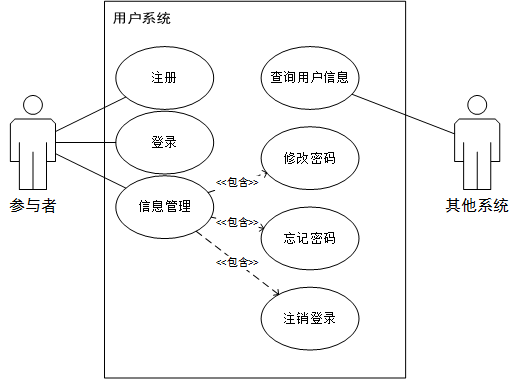 用户系统
注册
查询用户信息
登录
修改密码
信息管理
<<包含>>
参与者
其他系统
<<包含>>
忘记密码
<<包含>>
注销登录